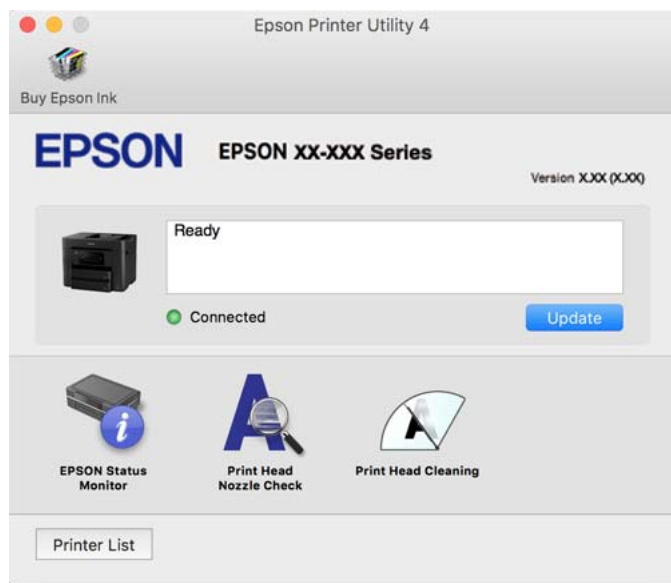 Epson Printer Utility 4
Buy Epson Ink
EPSON
EPSON XX-XXX Series
Version X.XX (X.XX)
Ready
Connected
Update
EPSON Status
Monitor
Print Head
Nozzle Check
Print Head Cleaning
Printer List